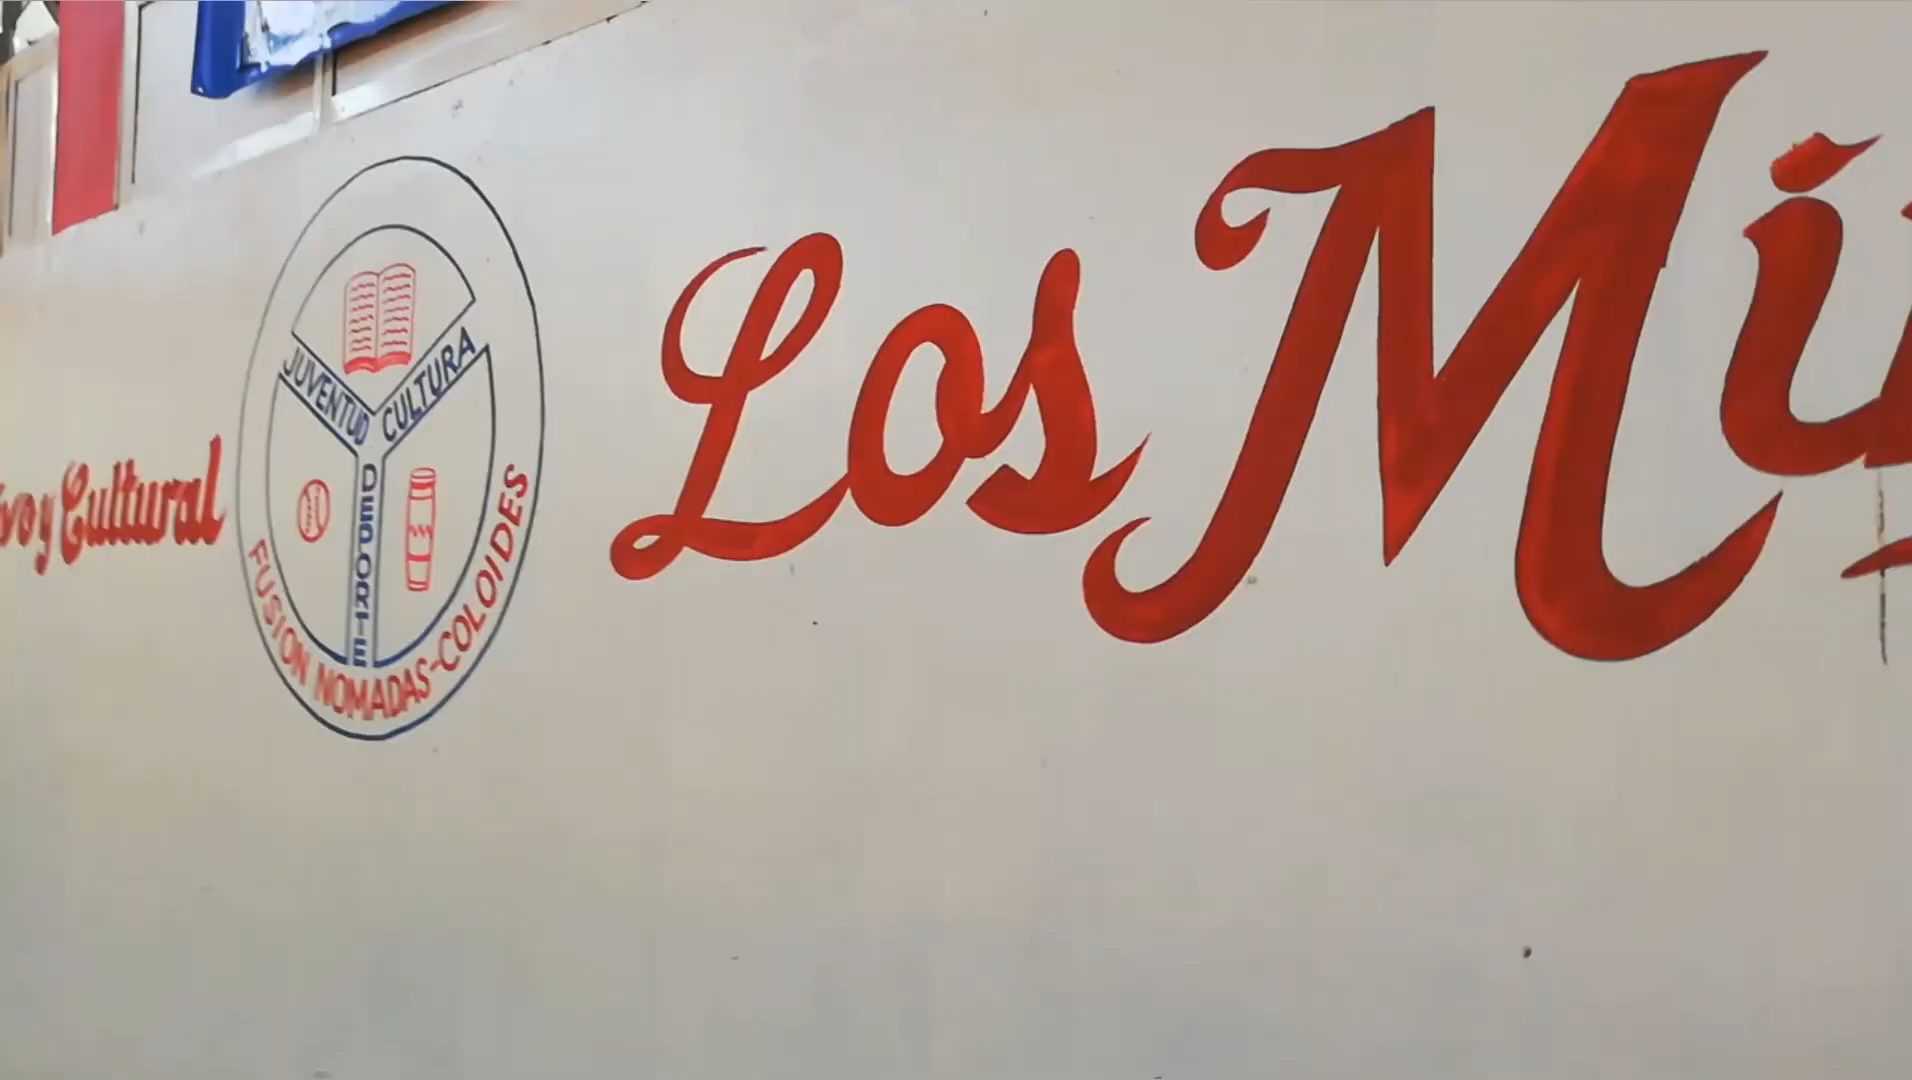 y Cultural
JUVENTUD
CULTURA
DEPORTE
FUSION NOMADAS-COLOIDES
Los